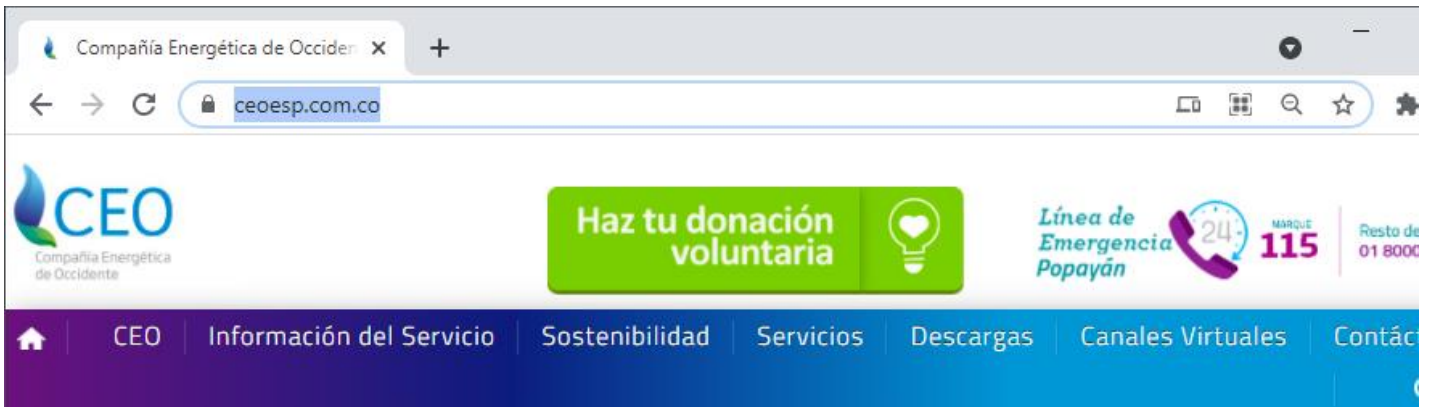 Compañía Energética de Occiden
ceoesp.com.co
CEO
Compañía Energética
de Occidente
Haz tu donación
voluntaria
Línea de
Emergencia
Popayán
24
MARQUE
115
Resto de
01 8000
CEO
Información del Servicio
Sostenibilidad
Servicios
Descargas
Canales Virtuales
Contác